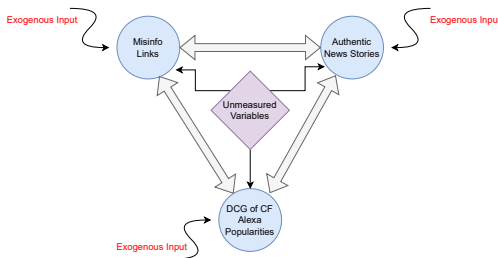 Exogenous Input
Exogenous Input
Misinfo
Links
Authentic
News Stories
Unmeasured
Variables
DCG of CF
Alexa
Popularities
Exogenous Input